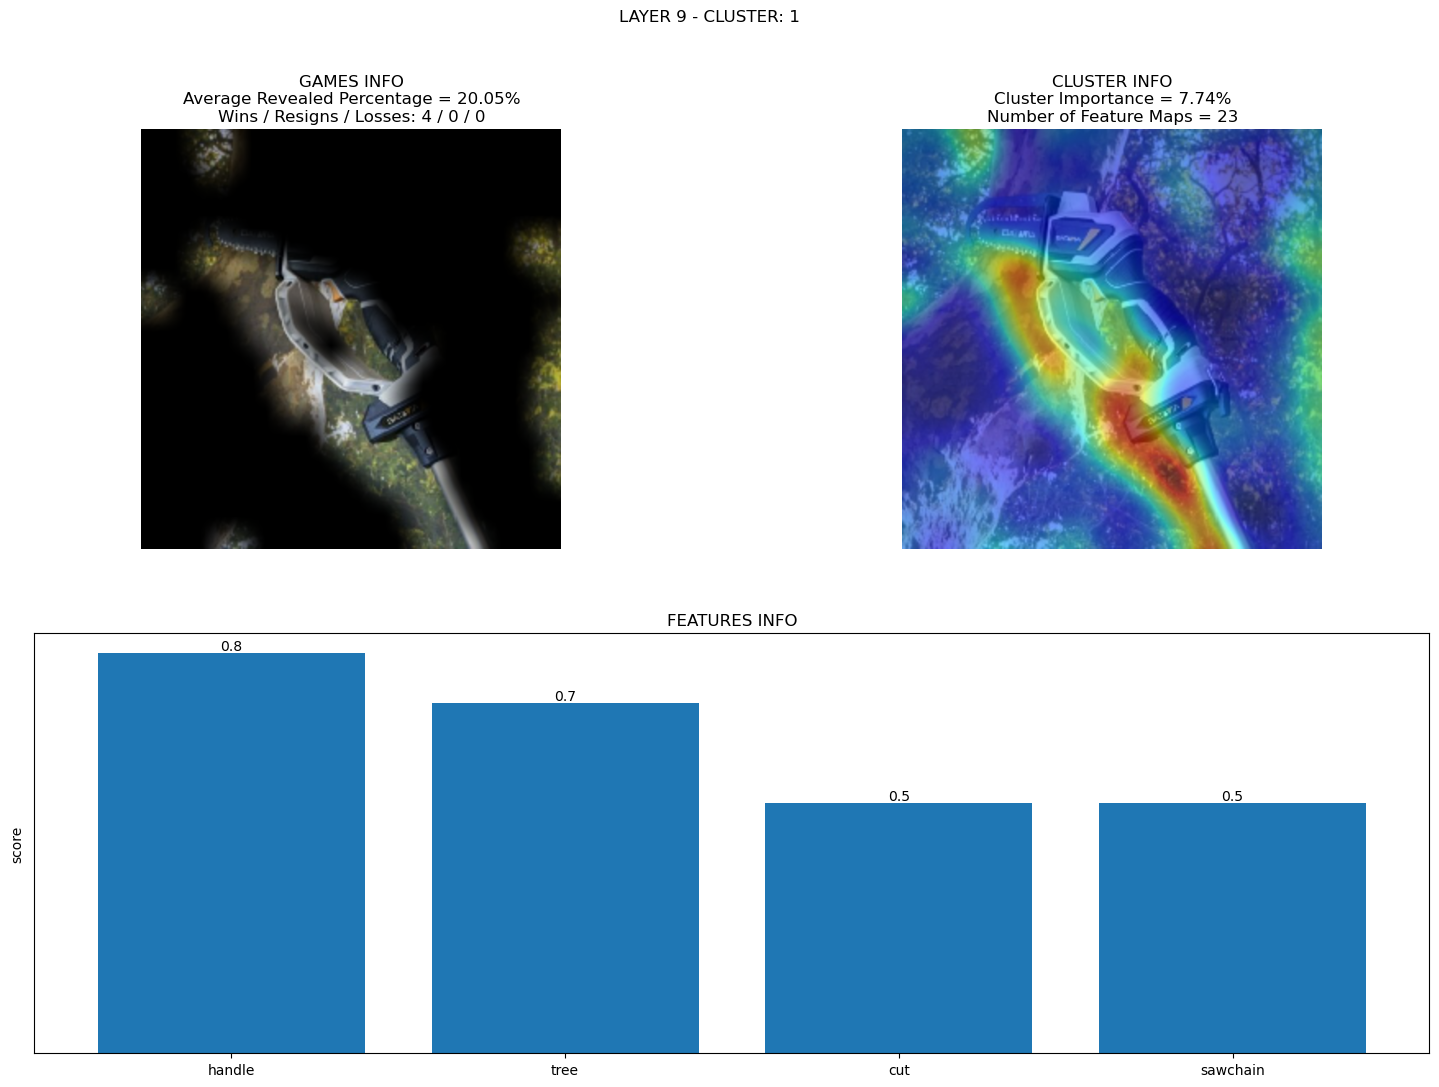 LAYER 9 - CLUSTER: 1
GAMES INFO
Average Revealed Percentage = 20.05%
Wins / Resigns / Losses: 4 / 0 / 0
CLUSTER INFO
Cluster Importance = 7.74%
Number of Feature Maps = 23
FEATURES INFO
score
0.8
0.7
0.5
0.5
handle
tree
cut
sawchain